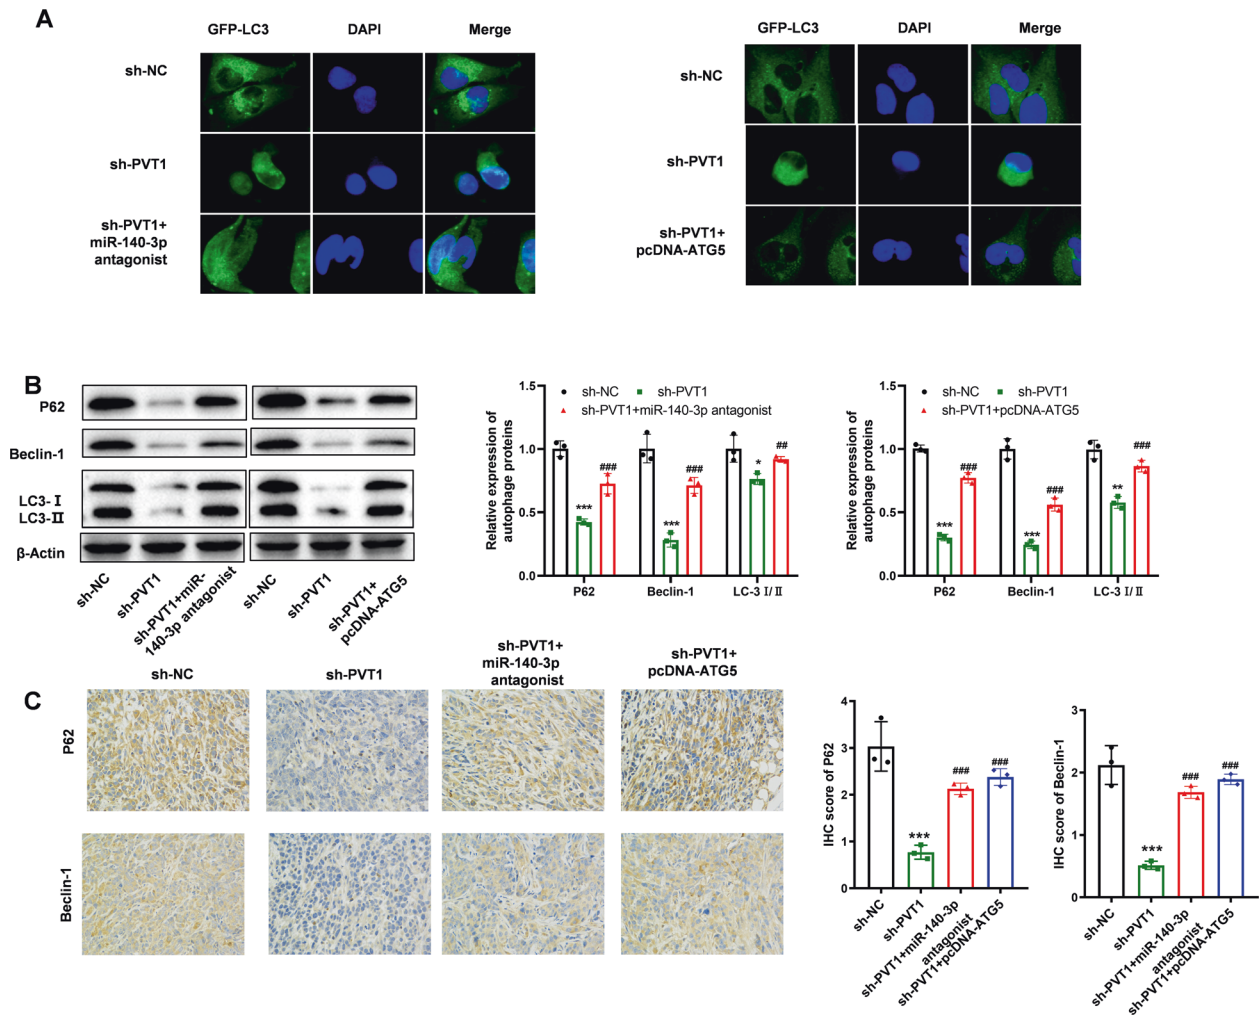 A
GFP-LC3 DAPI Merge
sh-NC
sh-PVT1
sh-PVT1+
miR-140-3p
antagonist
GFP-LC3 DAPI Merge
sh-NC
sh-PVT1
sh-PVT1+
pcDNA-ATG5
B
P62
Beclin-1
LC3-Ⅰ
LC3-Ⅱ
β-Actin
sh-NC
sh-PVT1
sh-PVT1+miR-
140-3p antagonist
sh-NC
sh-PVT1
sh-PVT1+
pcDNA-ATG5
Relative expression of
autophage proteins
1.5
1.0
0.5
0.0
sh-NC sh-PVT1
sh-PVT1+miR-140-3p antagonist
*** ###
*** ###
* ##
P62 Beclin-1 LC-3 Ⅰ/Ⅱ
Relative expression of
autophage proteins
1.5
1.0
0.5
0.0
sh-NC sh-PVT1
sh-PVT1+pcDNA-ATG5
*** ###
*** ###
** ###
P62 Beclin-1 LC-3 Ⅰ/Ⅱ
C
sh-NC
sh-PVT1
sh-PVT1+
miR-140-3p
antagonist
sh-PVT1+
pcDNA-ATG5
P62
Beclin-1
IHC score of P62
4
3
2
1
0
*** ### ###
sh-NC
sh-PVT1
sh-PVT1+miR-140-3p
antagonist
sh-PVT1+pcDNA-ATG5
IHC score of Beclin-1
3
2
1
0
*** ### ###
sh-NC
sh-PVT1
sh-PVT1+miR-140-3p
antagonist
sh-PVT1+pcDNA-ATG5